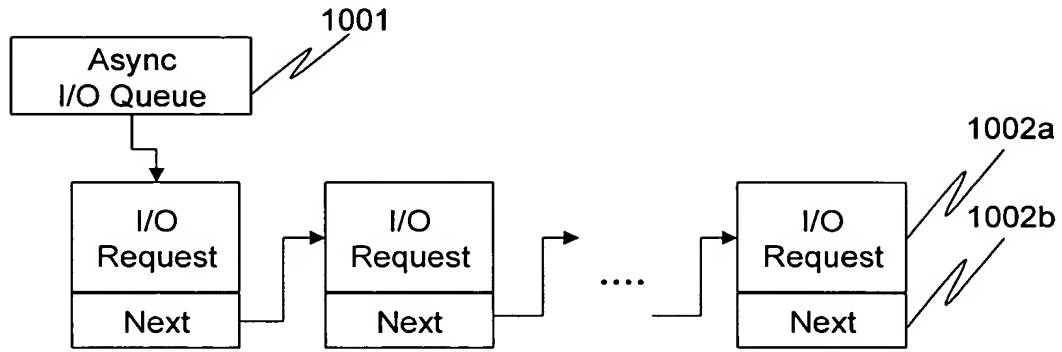 1001
Async
I/O Queue
1002a
I/O
Request
I/O
Request
I/O
Request
1002b
....
Next
Next
Next